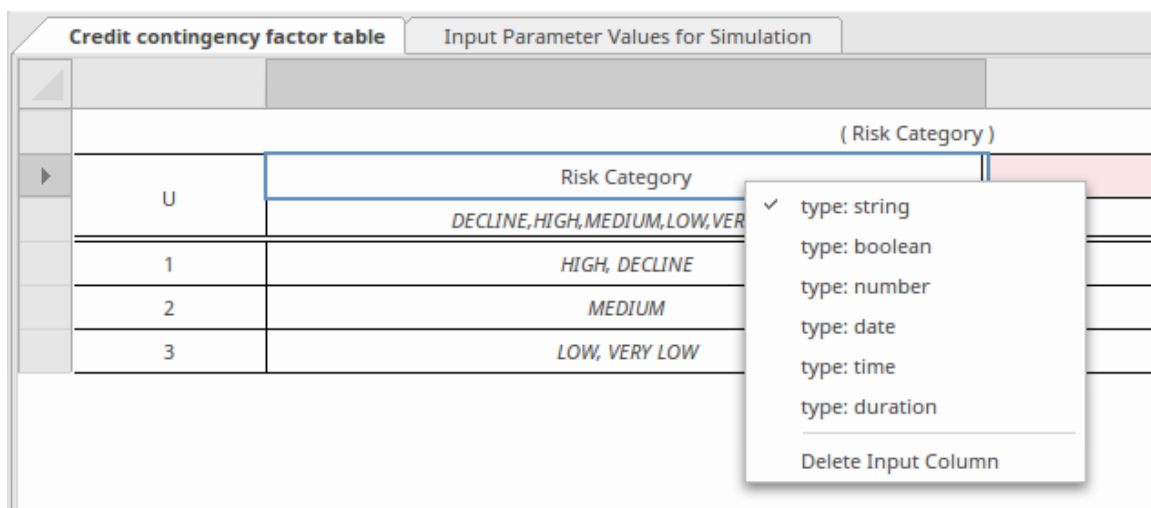 Credit contingency factor table
Input Parameter Values for Simulation
( Risk Category )
U
Risk Category
DECLINE,HIGH,MEDIUM,LOW,VER
1
HIGH, DECLINE
2
MEDIUM
3
LOW, VERY LOW
✓ type: string
type: boolean
type: number
type: date
type: time
type: duration
Delete Input Column